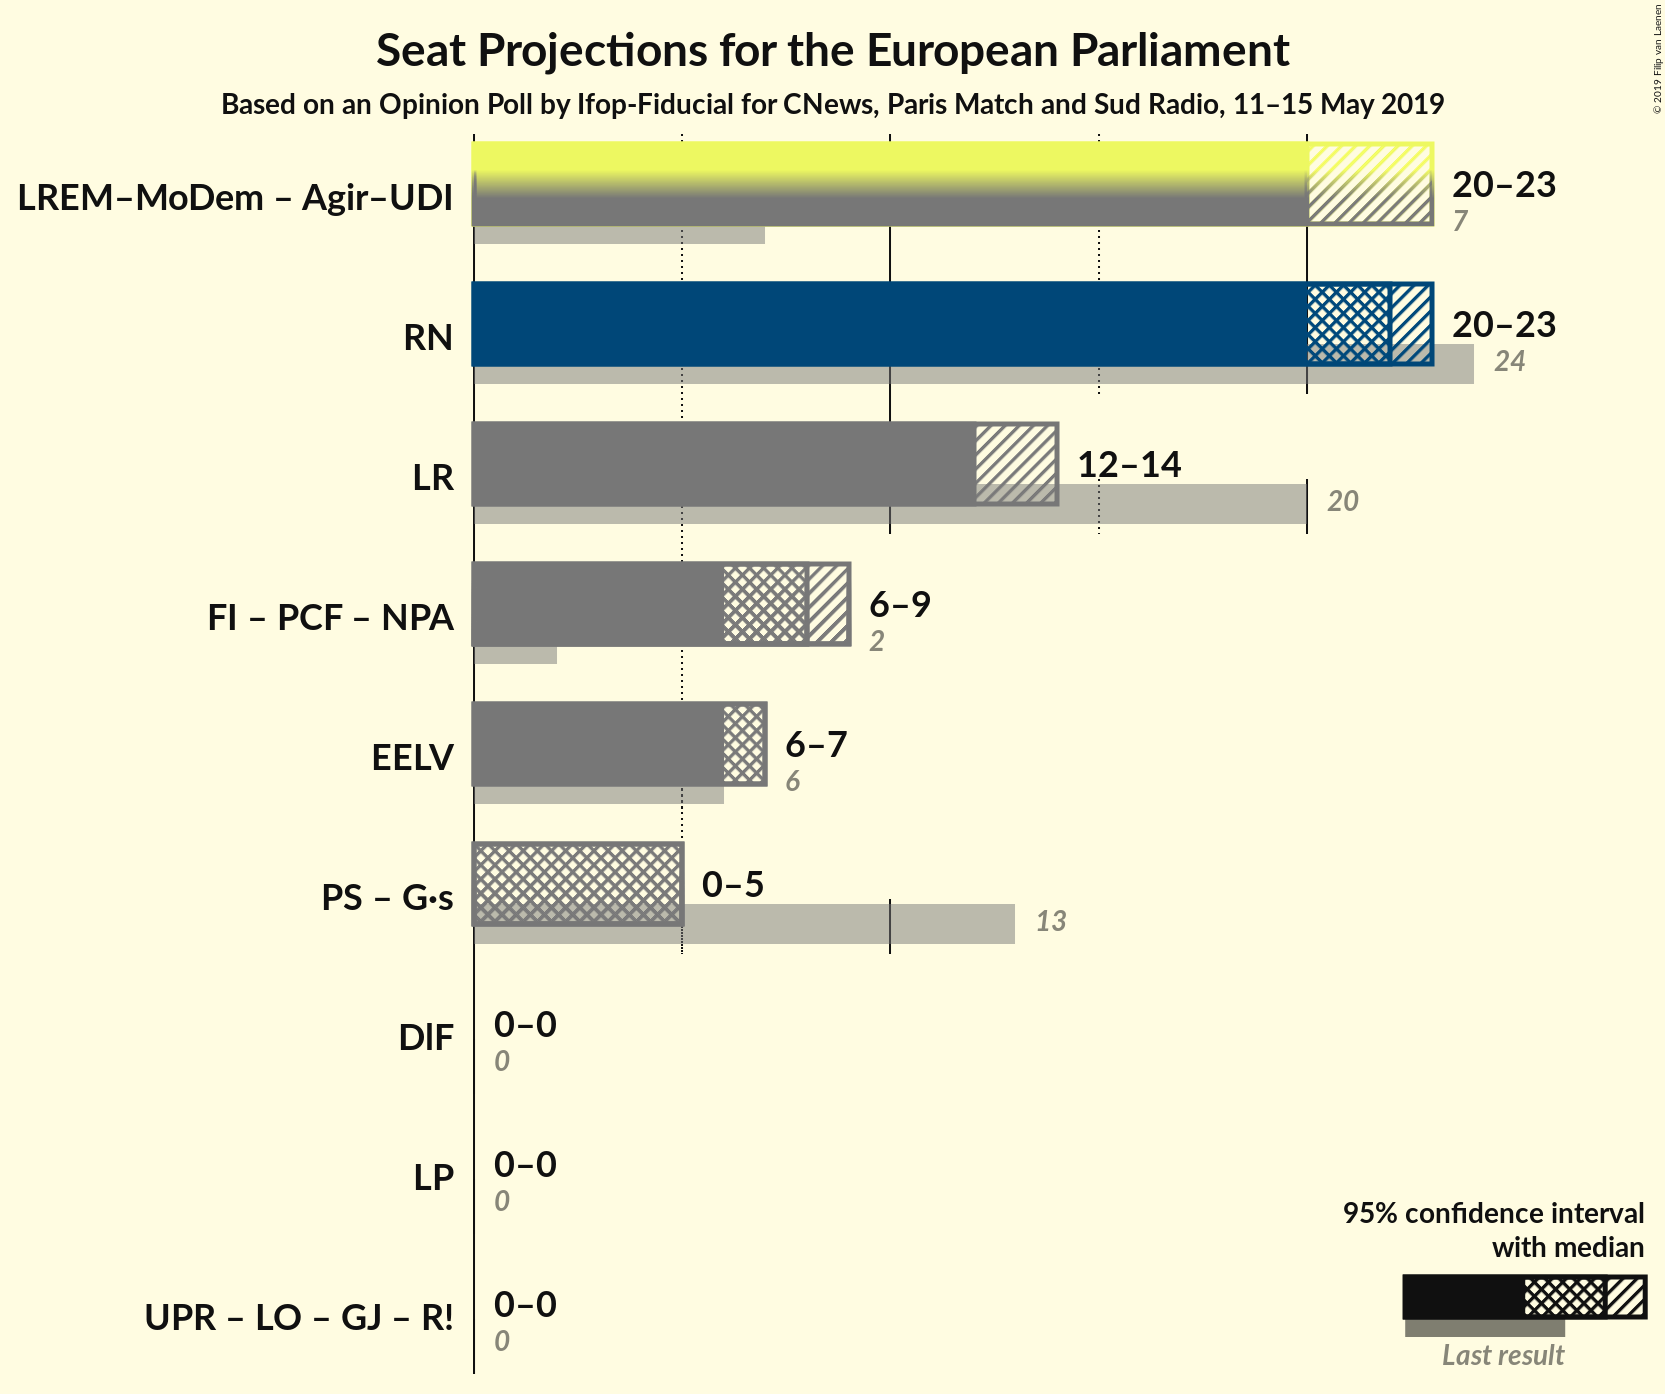 Seat Projections for the European Parliament
Based on an Opinion Poll by Ifop-Fiducial for CNews, Paris Match and Sud Radio, 11–15 May 2019
© 2019 Filip van Laenen
LREM–MoDem – Agir–UDI
20–23
7
RN
20–23
24
LR
12–14
20
FI – PCF – NPA
6–9
2
EELV
6–7
6
PS – G·s
0–5
13
DlF
0–0
0
LP
0–0
0
UPR – LO – GJ – R!
0–0
0
95% confidence interval
with median
Last result